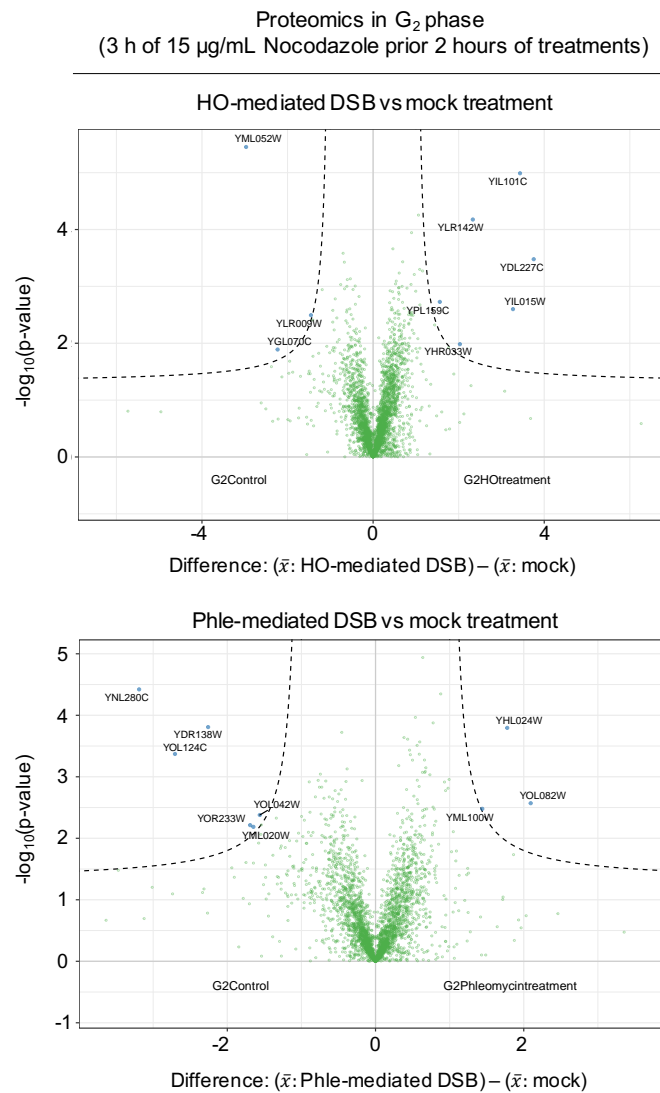 Proteomics in G₂ phase
(3 h of 15 µg/mL Nocodazole prior 2 hours of treatments)
HO-mediated DSB vs mock treatment
YML052W
YIL101C
YLR142W
4
YDL227C
YPL159C
YIL015W
YLR009W
YGL070C
YHR033W
2
-log₁₀(p-value)
0
G2Control
G2HOtreatment
-4
0
4
Difference: (x̄: HO-mediated DSB) – (x̄: mock)
Phle-mediated DSB vs mock treatment
5
YNL280C
YDR138W
YHL024W
4
YOL124C
3
YOL082W
YOL042W
YML100W
YOR233W
YML020W
2
-log₁₀(p-value)
1
0
G2Control
G2Phleomycintreatment
-1
-2
0
2
Difference: (x̄: Phle-mediated DSB) – (x̄: mock)